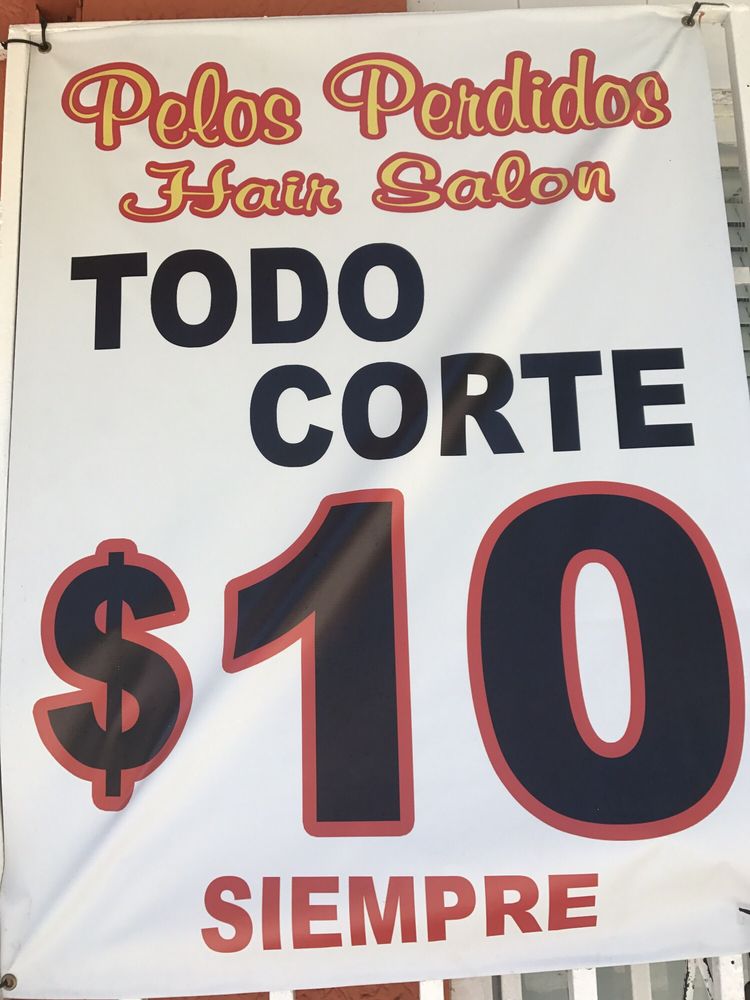 Pelos Perdidos
Hair Salon
TODO
CORTE
$10
SIEMPRE